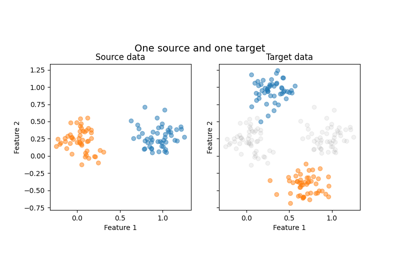 One source and one target
Source data
Target data
1.25
1.00
0.75
0.50
0.25
0.00
−0.25
−0.50
−0.75
Feature 2
Feature 2
0.0
0.5
1.0
0.0
0.5
1.0
Feature 1
Feature 1